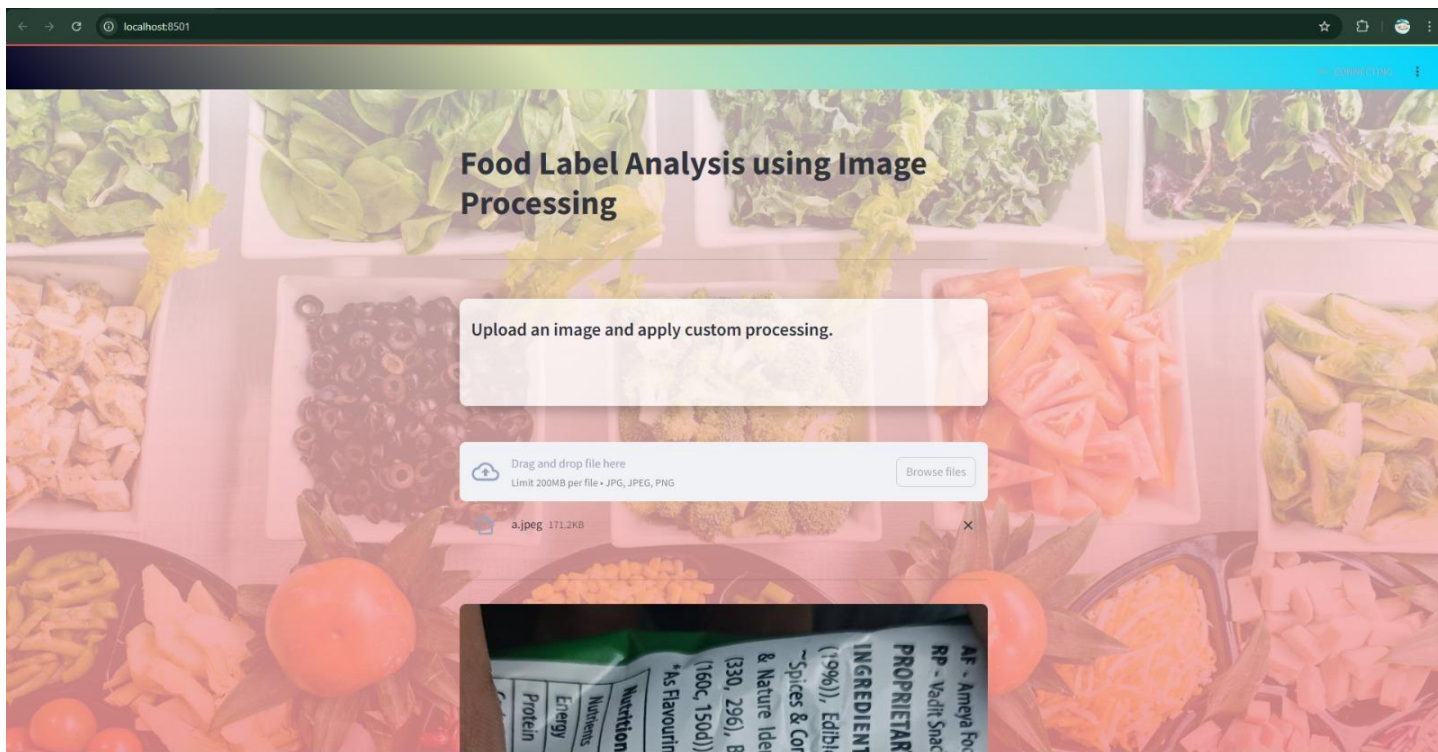 localhost:8501
CONNECTING
Food Label Analysis using Image
Processing
Upload an image and apply custom processing.
Drag and drop file here
Limit 200MB per file • JPG, JPEG, PNG
Browse files
a.jpeg 171.2KB
AF - Ameya Foo
RP - Vadit Snac
PROPRIETAR
INGREDIENT
(19%)), Edibl
~Spices & Con
& Nature Iden
(330, 296), B
(160c, 150d))
*As Flavourin
Nutrition
Nutrients
Energy
Protein